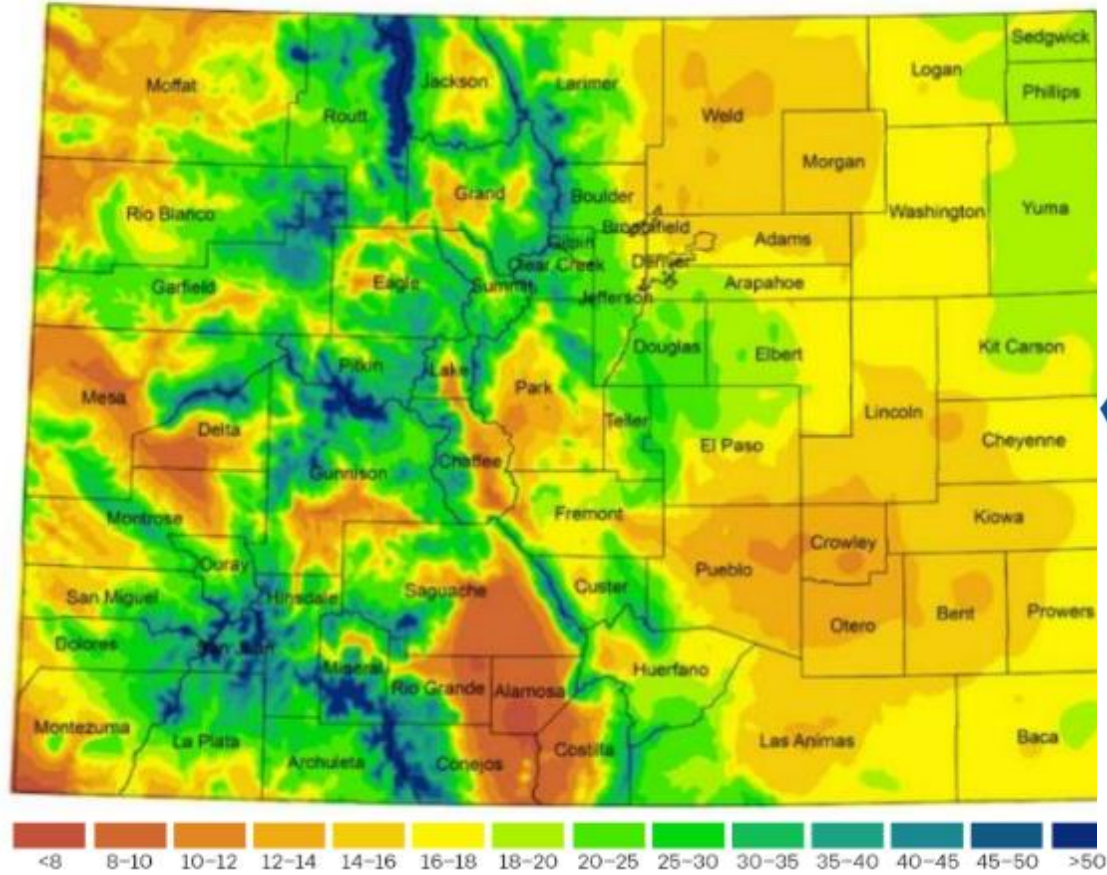 Sedgwick
Logan
Moffat
Jackson
Larimer
Phillips
Routt
Weld
Morgan
Grand
Boulder
Rio Blanco
Washington
Yuma
Broomfield
Gilpin
Adams
Clear Creek
Denver
Garfield
Eagle
Summit
Arapahoe
Jefferson
Douglas
Elbert
Kit Carson
Pitkin
Lake
Park
Mesa
Lincoln
Delta
Teller
El Paso
Cheyenne
Chaffee
Gunnison
Fremont
Montrose
Kiowa
Crowley
Ouray
Pueblo
Saguache
Custer
San Miguel
Hinsdale
Otero
Bent
Prowers
Dolores
San Juan
Mineral
Huerfano
Rio Grande
Alamosa
Montezuma
La Plata
Las Animas
Baca
Archuleta
Conejos
Costilla
<8 8–10 10–12 12–14 14–16 16–18 18–20 20–25 25–30 30–35 35–40 40–45 45–50 >50